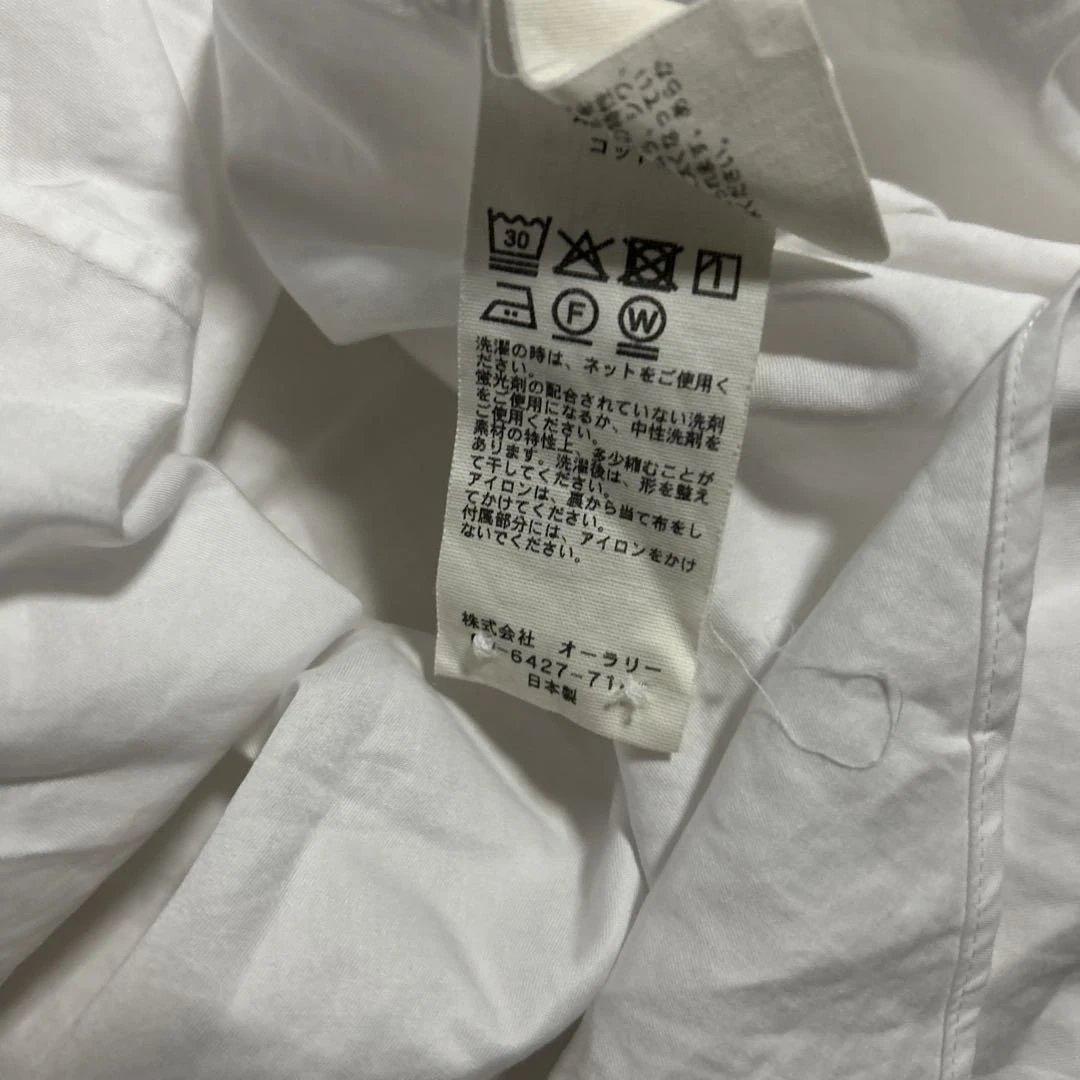 コット
30
F
W
洗濯の時は、ネットをご使用く
ださい。
蛍光剤の配合されていない洗剤
をご使用になるか、中性洗剤を
ご使用ください。
素材の特性上、多少縮むことが
あります。洗濯後は、形を整え
て干してください。
アイロンは、裏から当て布をし
てかけてください。
付属部分には、アイロンをかけ
ないでください。
株式会社 オーラリー
-6427-71
日本製